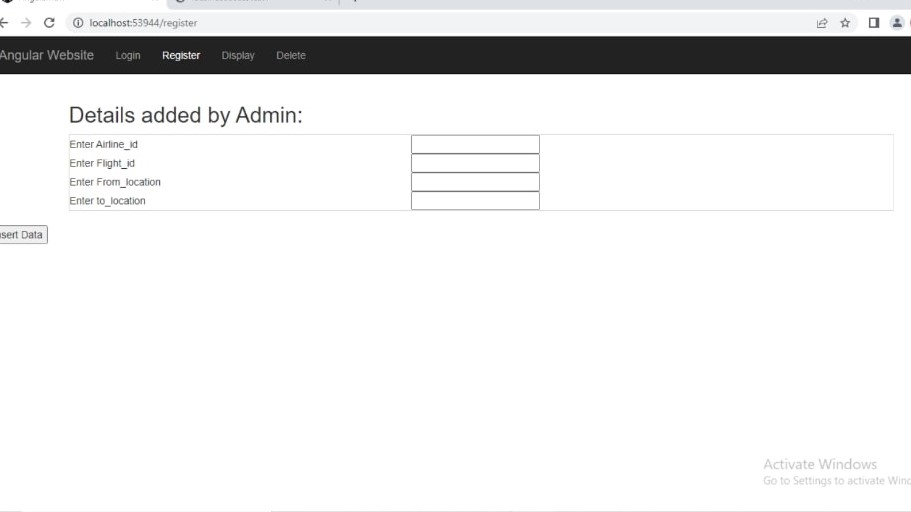 localhost:53944/register
Angular Website Login Register Display Delete
Details added by Admin:
Enter Airline_id
Enter Flight_id
Enter From_location
Enter to_location
nsert Data
Activate Windows
Go to Settings to activate Wind